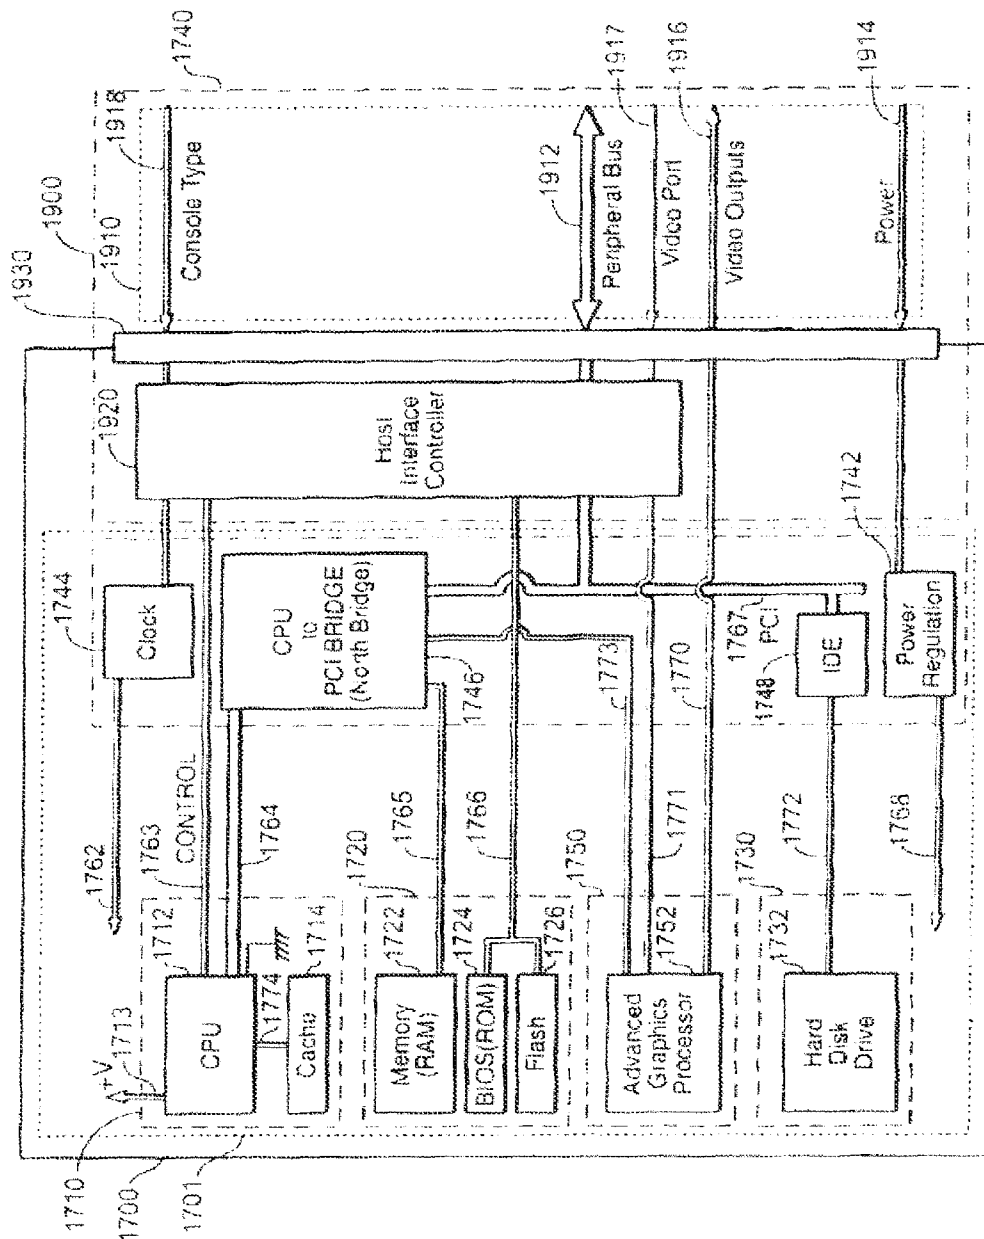 1710
1700
1701
+V
1713
1712
CPU
1774
1714
Cache
1762
1763
CONTROL
1764
1720
1722
Memory
(RAM)
1724
BIOS(ROM)
1726
Flash
1765
1766
1750
1752
Advanced
Graphics
Processor
1773
1771
1770
1730
1732
Hard
Disk
Drive
1772
1768
1744
Clock
CPU
to
PCI BRIDGE
(North Bridge)
1746
1767
PCI
1748
IDE
1742
Power
Regulation
1920
Host
Interface
Controller
1930
1910
1900
1918
1740
Console Type
1912
Peripheral Bus
1917
Video Port
1916
Video Outputs
1914
Power